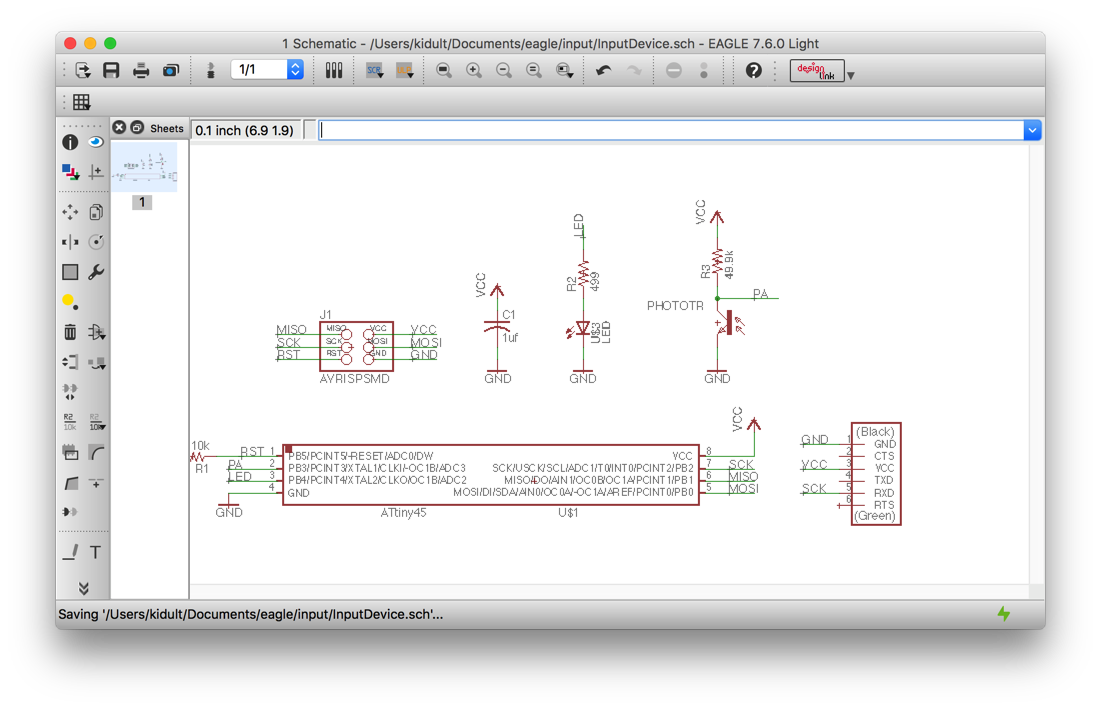 1 Schematic - /Users/kidult/Documents/eagle/input/InputDevice.sch - EAGLE 7.6.0 Light
1/1
SCR
design link
Sheets
0.1 inch (6.9 1.9)
1
R2
10k
R2
10k
T
VCC
LED
VCC
R3
49.9k
R2
499
PA
PHOTOTR
VCC
C1
1uf
U$3
LED
J1
MISO MISO VCC VCC
SCK SCK MOSI MOSI
RST RST GND GND
AVRISPSMD
GND
GND
GND
10k
R1
RST 1 PB5/PCINT5/-RESET/ADC0/DW
PA 2 PB3/PCINT3/XTAL1/CLKI/-OC1B/ADC3
LED 3 PB4/PCINT4/XTAL2/CLKO/OC1B/ADC2
4 GND
GND
VCC
VCC 8
SCK/USCK/SCL/ADC1/T0/INT0/PCINT2/PB2 7 SCK
MISO/DO/AIN1/OC0B/OC1A/PCINT1/PB1 6 MISO
MOSI/DI/SDA/AIN0/OC0A/-OC1A/AREF/PCINT0/PB0 5 MOSI
ATtiny45
U$1
(Black)
GND 1 GND
2 CTS
VCC 3 VCC
4 TXD
SCK 5 RXD
6 RTS
(Green)
Saving '/Users/kidult/Documents/eagle/input/InputDevice.sch'...